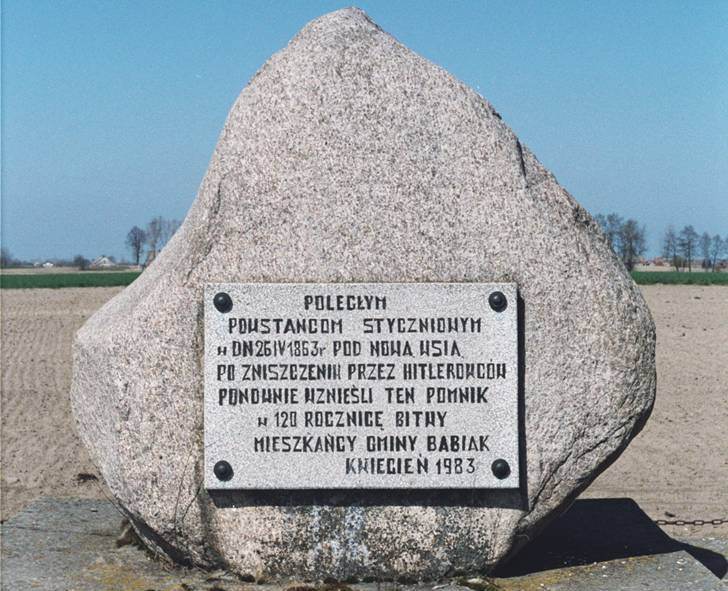 POLEGŁYM
POWSTAŃCOM STYCZNIOWYM
W DN 26 IV 1863r POD NOWĄ WSIĄ
PO ZNISZCZENIU PRZEZ HITLEROWCÓW
PONOWNIE WZNIEŚLI TEN POMNIK
W 120 ROCZNICĘ BITWY
MIESZKAŃCY GMINY BABIAK
KWIECIEŃ 1983